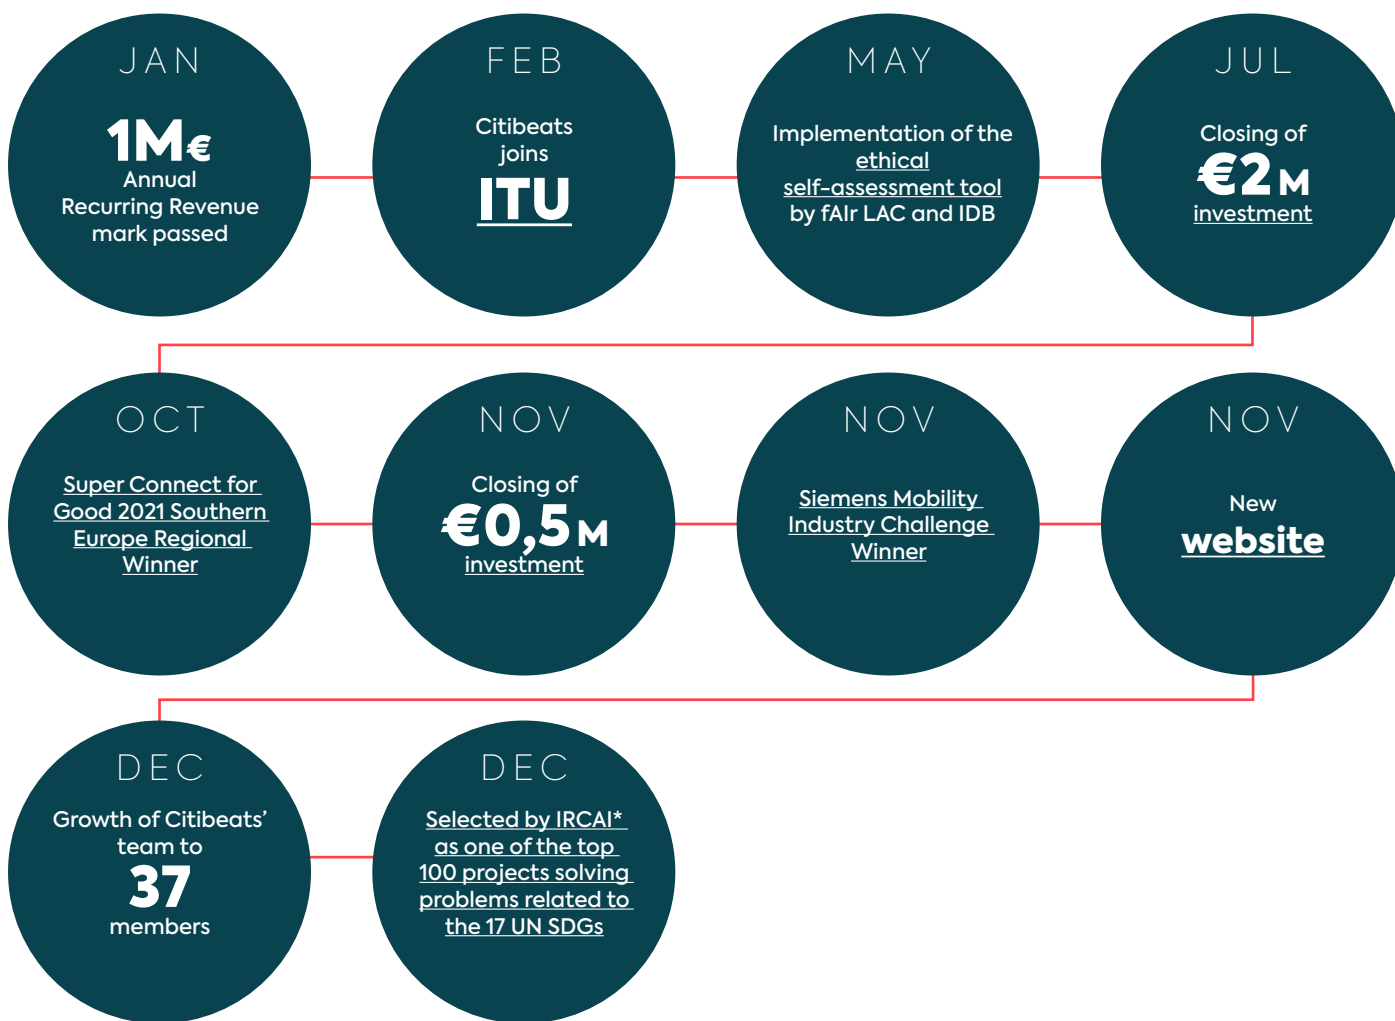 JAN
1M€
Annual
Recurring Revenue
mark passed
FEB
Citibeats
joins
ITU
MAY
Implementation of the
ethical
self-assessment tool
by fAIr LAC and IDB
JUL
Closing of
€2 M
investment
OCT
Super Connect for
Good 2021 Southern
Europe Regional
Winner
NOV
Closing of
€0,5 M
investment
NOV
Siemens Mobility
Industry Challenge
Winner
NOV
New
website
DEC
Growth of Citibeats’
team to
37
members
DEC
Selected by IRCAI*
as one of the top
100 projects solving
problems related to
the 17 UN SDGs